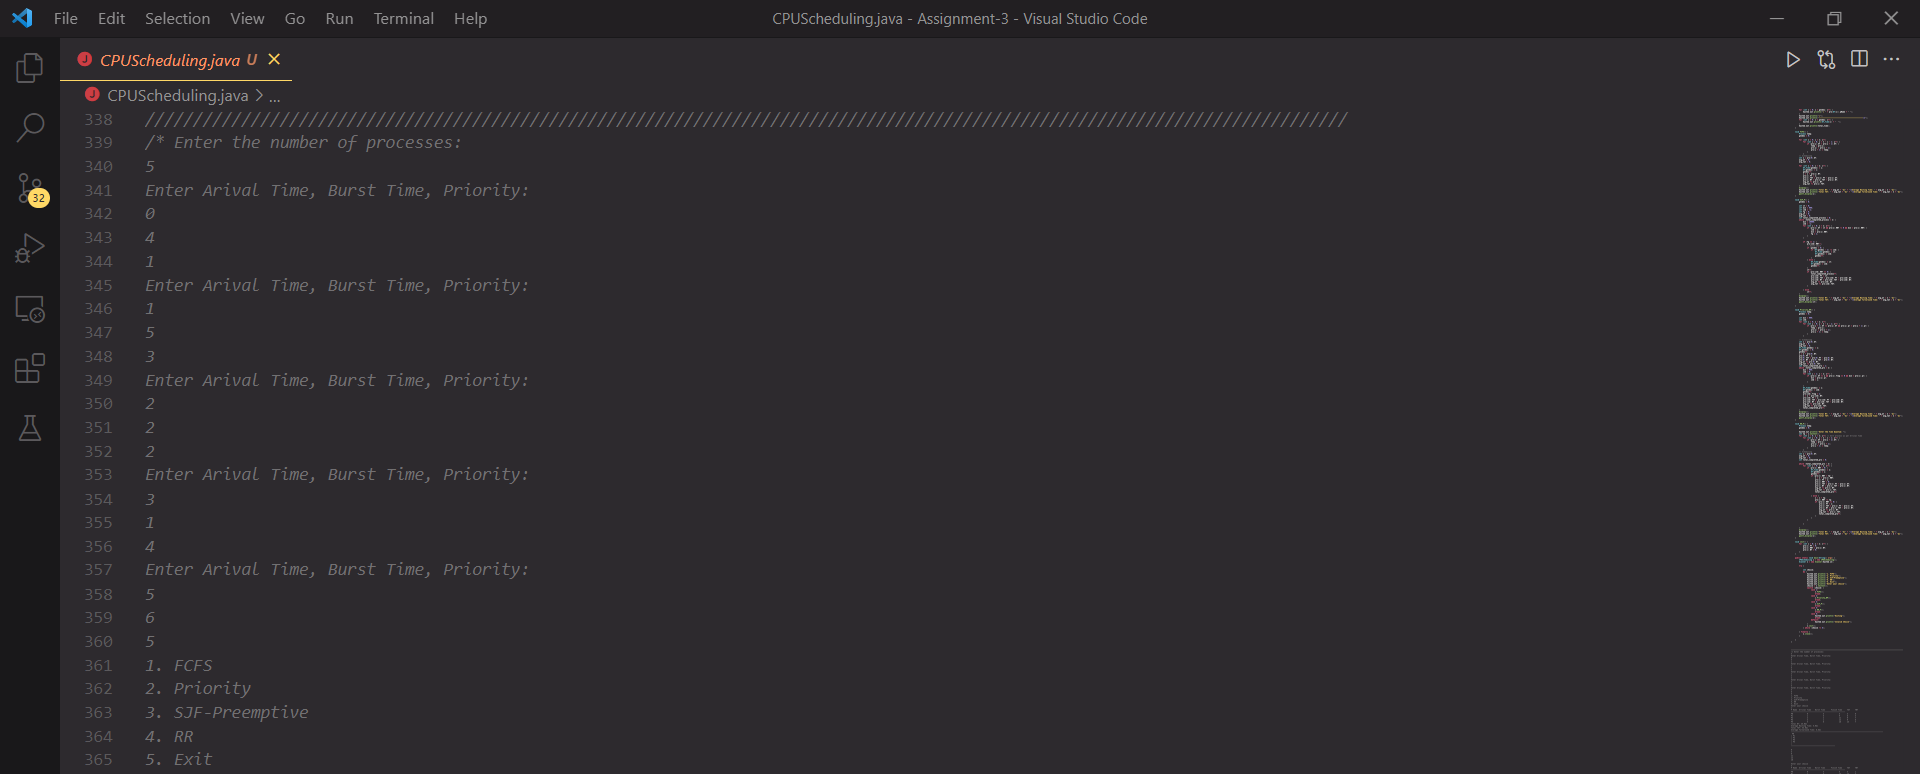 File Edit Selection View Go Run Terminal Help
CPUScheduling.java - Assignment-3 - Visual Studio Code
CPUScheduling.java U
CPUScheduling.java > ...
32
338 /////////////////////////////////////////////////////////////////////////////////////////////////////////////////////////////
339 /* Enter the number of processes:
340 5
341 Enter Arival Time, Burst Time, Priority:
342 0
343 4
344 1
345 Enter Arival Time, Burst Time, Priority:
346 1
347 5
348 3
349 Enter Arival Time, Burst Time, Priority:
350 2
351 2
352 2
353 Enter Arival Time, Burst Time, Priority:
354 3
355 1
356 4
357 Enter Arival Time, Burst Time, Priority:
358 5
359 6
360 5
361 1. FCFS
362 2. Priority
363 3. SJF-Preemptive
364 4. RR
365 5. Exit